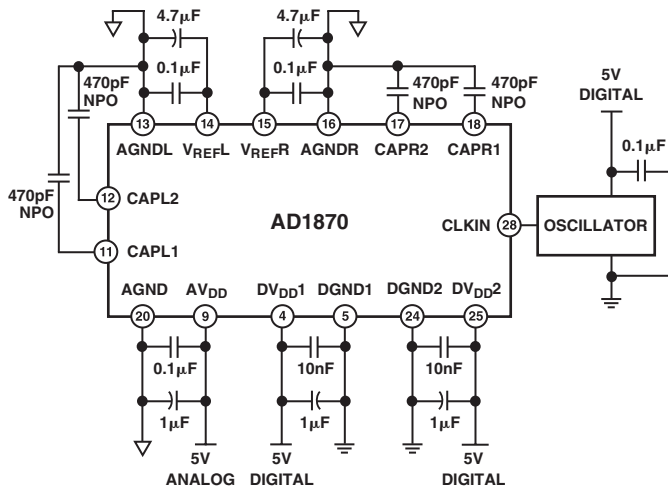 4.7μF
4.7μF
0.1μF
0.1μF
470pF
NPO
470pF
NPO
470pF
NPO
5V
DIGITAL
13
14
15
16
17
18
AGNDL
VREFL
VREFR
AGNDR
CAPR2
CAPR1
0.1μF
470pF
NPO
12
CAPL2
AD1870
CLKIN
28
OSCILLATOR
11
CAPL1
AGND
AVDD
DVDD1
DGND1
DGND2
DVDD2
20
9
4
5
24
25
0.1μF
10nF
10nF
1μF
1μF
1μF
5V
ANALOG
5V
DIGITAL
5V
DIGITAL